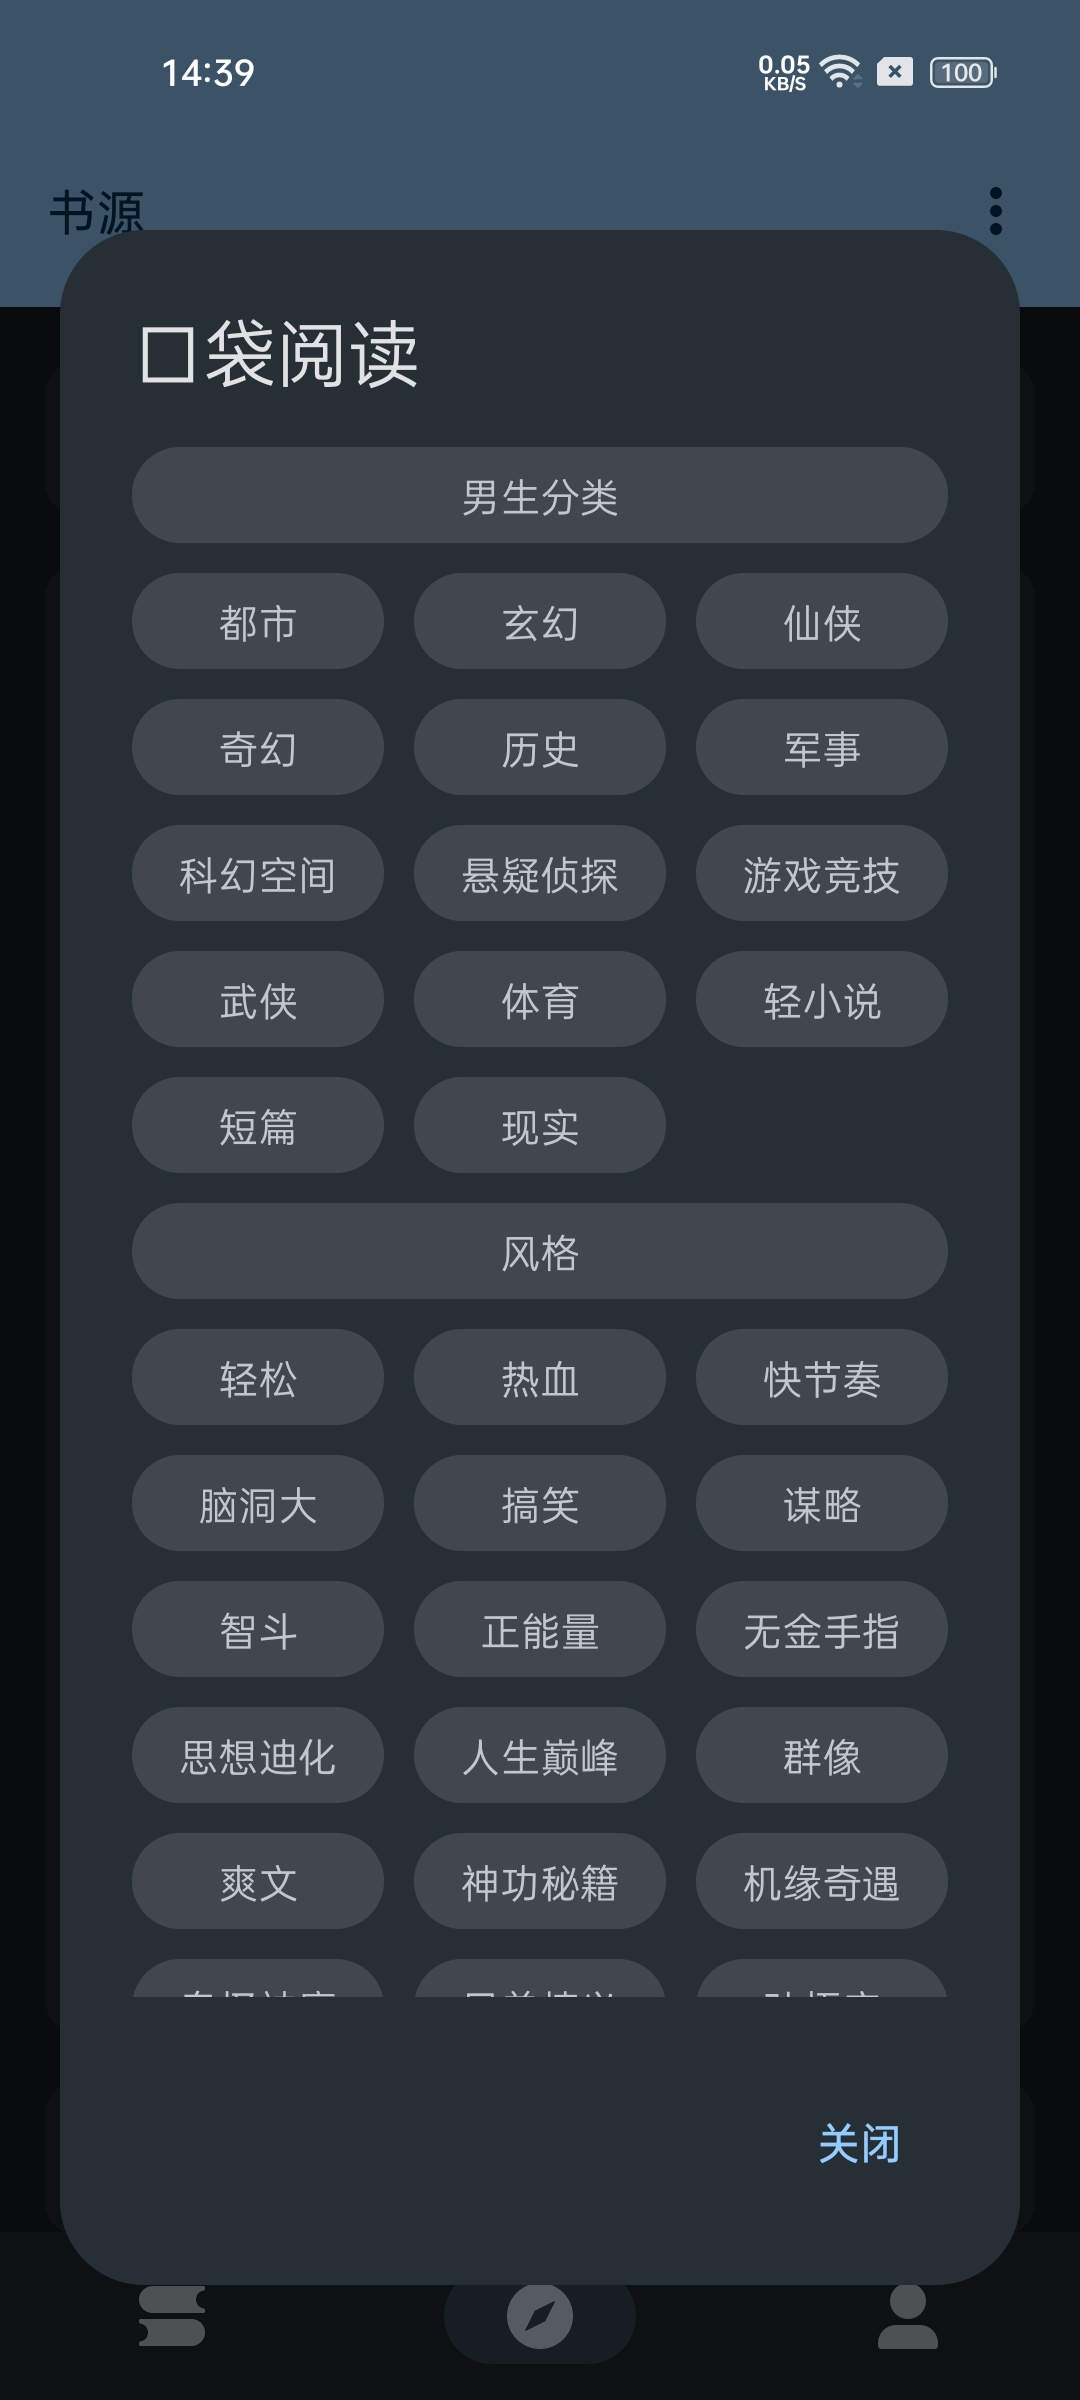 14:39
0.05 KB/S
100
书源
口袋阅读
男生分类
都市 玄幻 仙侠
奇幻 历史 军事
科幻空间 悬疑侦探 游戏竞技
武侠 体育 轻小说
短篇 现实
风格
轻松 热血 快节奏
脑洞大 搞笑 谋略
智斗 正能量 无金手指
思想迪化 人生巅峰 群像
爽文 神功秘籍 机缘奇遇
关闭